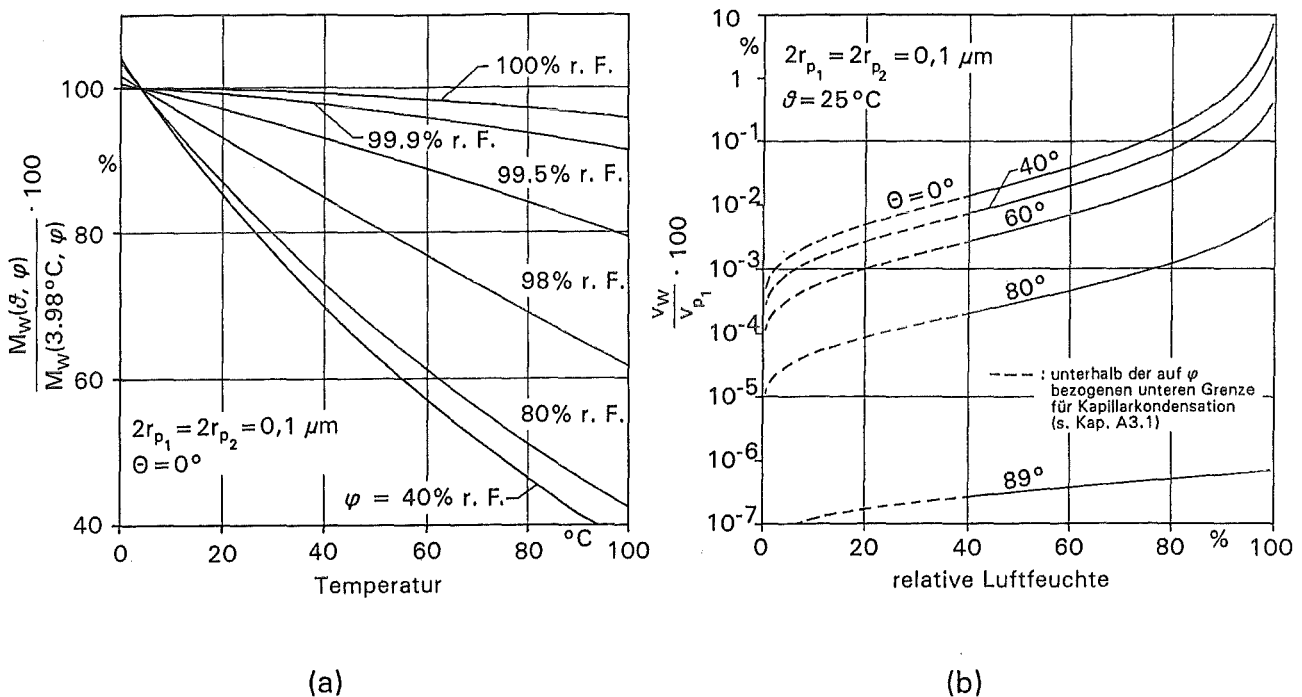 100
%
80
60
40
M_W(ϑ, φ)
M_W(3.98°C, φ)
· 100
100% r. F.
99.9% r. F.
99.5% r. F.
98% r. F.
80% r. F.
φ = 40% r. F.
2r_p1 = 2r_p2 = 0,1 μm
Θ = 0°
0 20 40 60 80 °C 100
Temperatur
(a)
10
%
1
10^-1
10^-2
10^-3
10^-4
10^-5
10^-6
10^-7
v_W
v_p1
· 100
2r_p1 = 2r_p2 = 0,1 μm
ϑ = 25°C
Θ = 0°
40°
60°
80°
89°
---- : unterhalb der auf φ
bezogenen unteren Grenze
für Kapillarkondensation
(s. Kap. A3.1)
0 20 40 60 80 % 100
relative Luftfeuchte
(b)